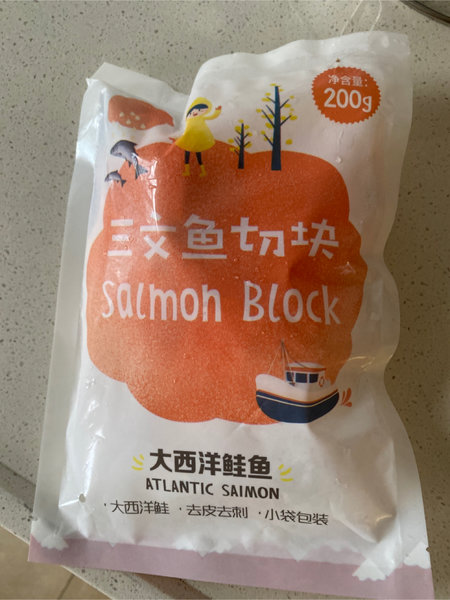 净含量:
200g
三文鱼切块
Salmon Block
大西洋鲑鱼
ATLANTIC SAIMON
·大西洋鲑 ·去皮去刺 ·小袋包装